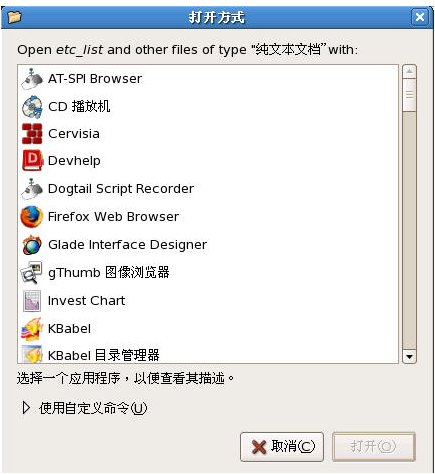 打开方式
Open etc_list and other files of type “纯文本文档”with:
AT-SPI Browser
CD 播放机
Cervisia
Devhelp
Dogtail Script Recorder
Firefox Web Browser
Glade Interface Designer
gThumb 图像浏览器
Invest Chart
KBabel
KBabel 目录管理器
选择一个应用程序，以便查看其描述。
使用自定义命令(U)
取消(C) 打开(O)